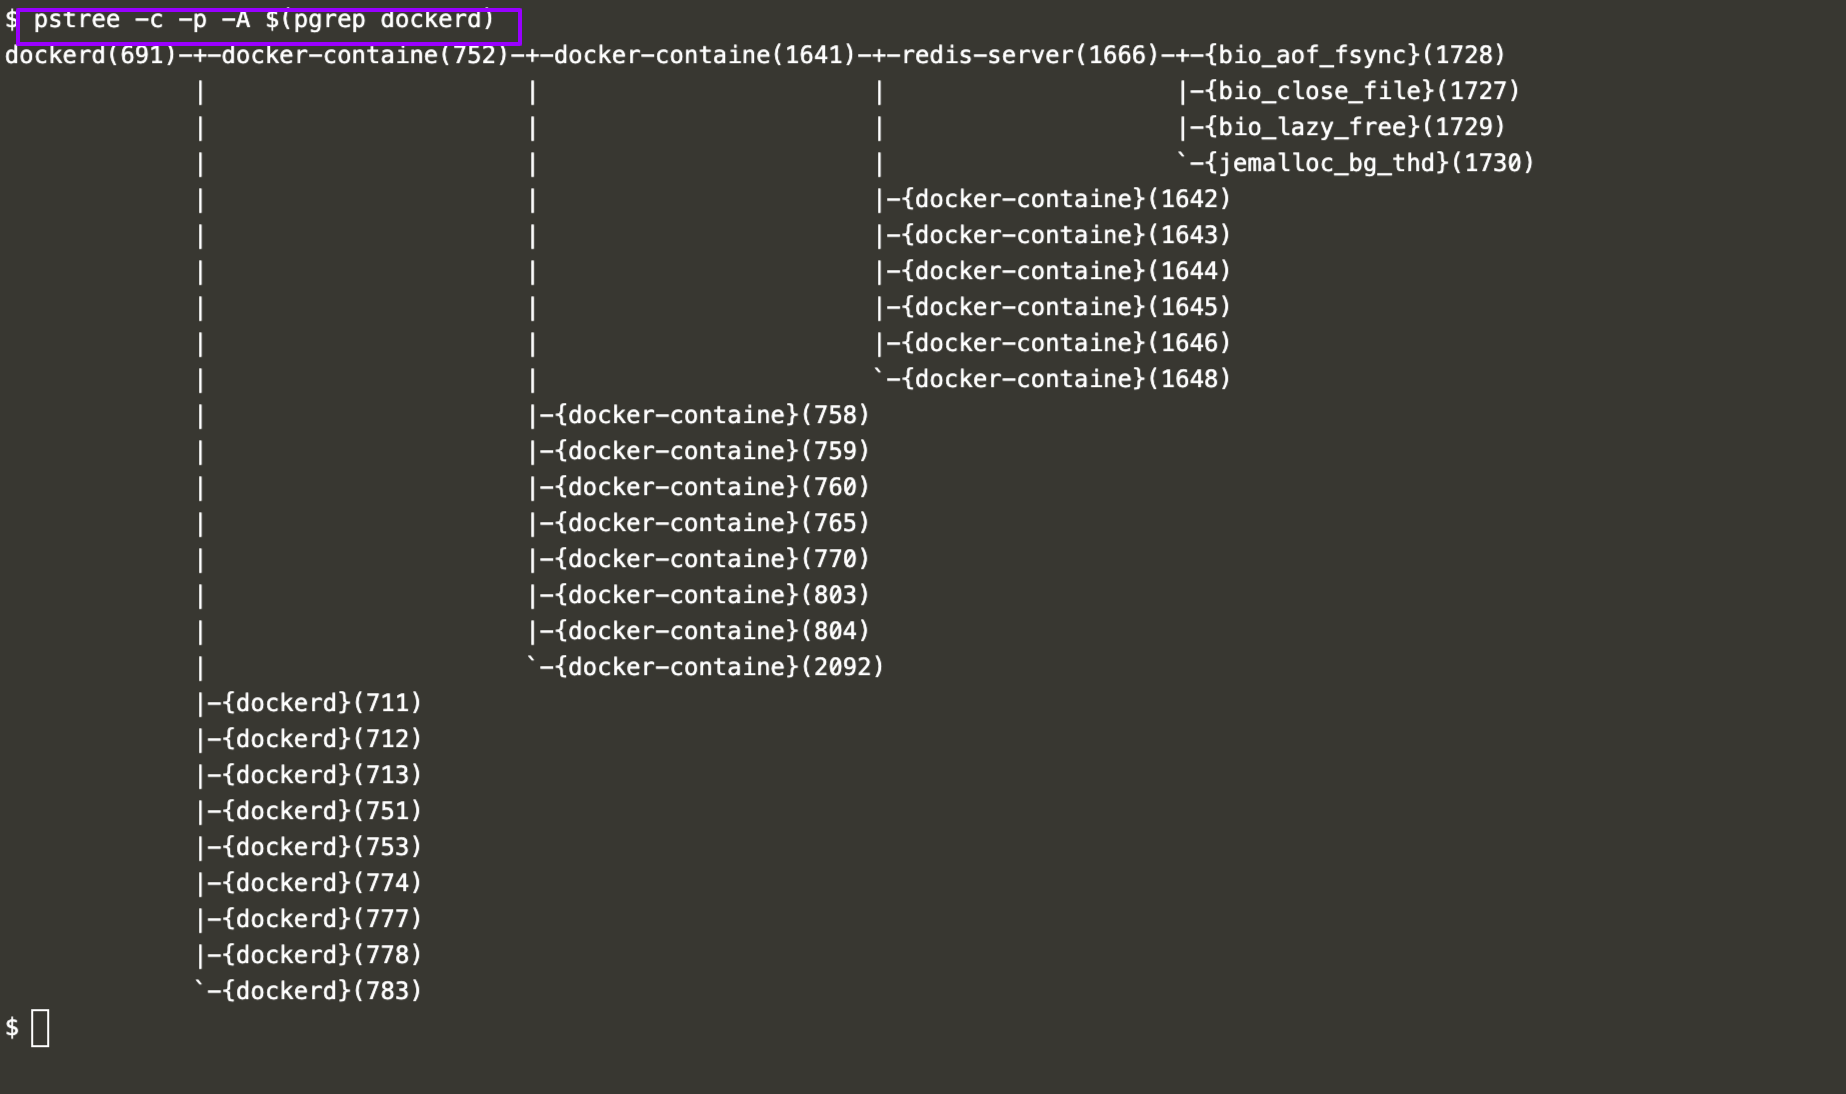 $ pstree -c -p -A $(pgrep dockerd)
dockerd(691)-+-docker-containe(752)-+-docker-containe(1641)-+-redis-server(1666)-+-{bio_aof_fsync}(1728)
             |                      |                       |                    |-{bio_close_file}(1727)
             |                      |                       |                    |-{bio_lazy_free}(1729)
             |                      |                       |                    `-{jemalloc_bg_thd}(1730)
             |                      |                       |-{docker-containe}(1642)
             |                      |                       |-{docker-containe}(1643)
             |                      |                       |-{docker-containe}(1644)
             |                      |                       |-{docker-containe}(1645)
             |                      |                       |-{docker-containe}(1646)
             |                      |                       `-{docker-containe}(1648)
             |                      |-{docker-containe}(758)
             |                      |-{docker-containe}(759)
             |                      |-{docker-containe}(760)
             |                      |-{docker-containe}(765)
             |                      |-{docker-containe}(770)
             |                      |-{docker-containe}(803)
             |                      |-{docker-containe}(804)
             |                      `-{docker-containe}(2092)
             |-{dockerd}(711)
             |-{dockerd}(712)
             |-{dockerd}(713)
             |-{dockerd}(751)
             |-{dockerd}(753)
             |-{dockerd}(774)
             |-{dockerd}(777)
             |-{dockerd}(778)
             `-{dockerd}(783)
$